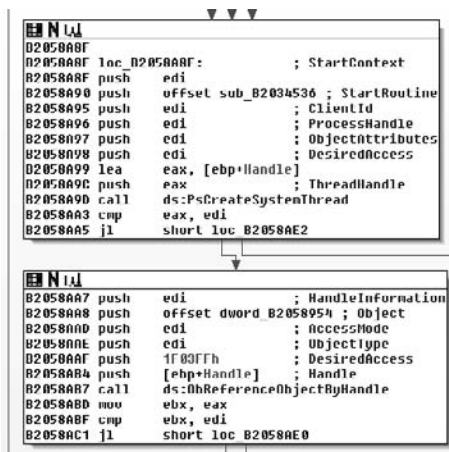 B2058A8F
B2058A8F loc_B2058A8F: ; StartContext
B2058A8F push edi
B2058A90 push offset sub_B2034536 ; StartRoutine
B2058A95 push edi ; ClientId
B2058A96 push edi ; ProcessHandle
B2058A97 push edi ; ObjectAttributes
B2058A98 push edi ; DesiredAccess
B2058A99 lea eax, [ebp+Handle]
B2058A9C push eax ; ThreadHandle
B2058A9D call ds:PsCreateSystemThread
B2058AA3 cmp eax, edi
B2058AA5 jl short loc_B2058AE2
B2058AA7 push edi ; HandleInformation
B2058AA8 push offset dword_B2058954 ; Object
B2058AAD push edi ; AccessMode
B2058AAE push edi ; ObjectType
B2058AAF push 1F03FFh ; DesiredAccess
B2058AB4 push [ebp+Handle] ; Handle
B2058AB7 call ds:ObReferenceObjectByHandle
B2058ABD mov ebx, eax
B2058ABF cmp ebx, edi
B2058AC1 jl short loc_B2058AE0